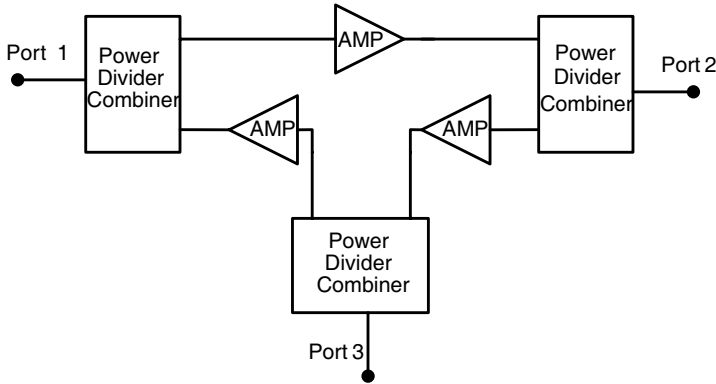 Port 1
Power
Divider
Combiner
AMP
Power
Divider
Combiner
Port 2
AMP
AMP
Power
Divider
Combiner
Port 3